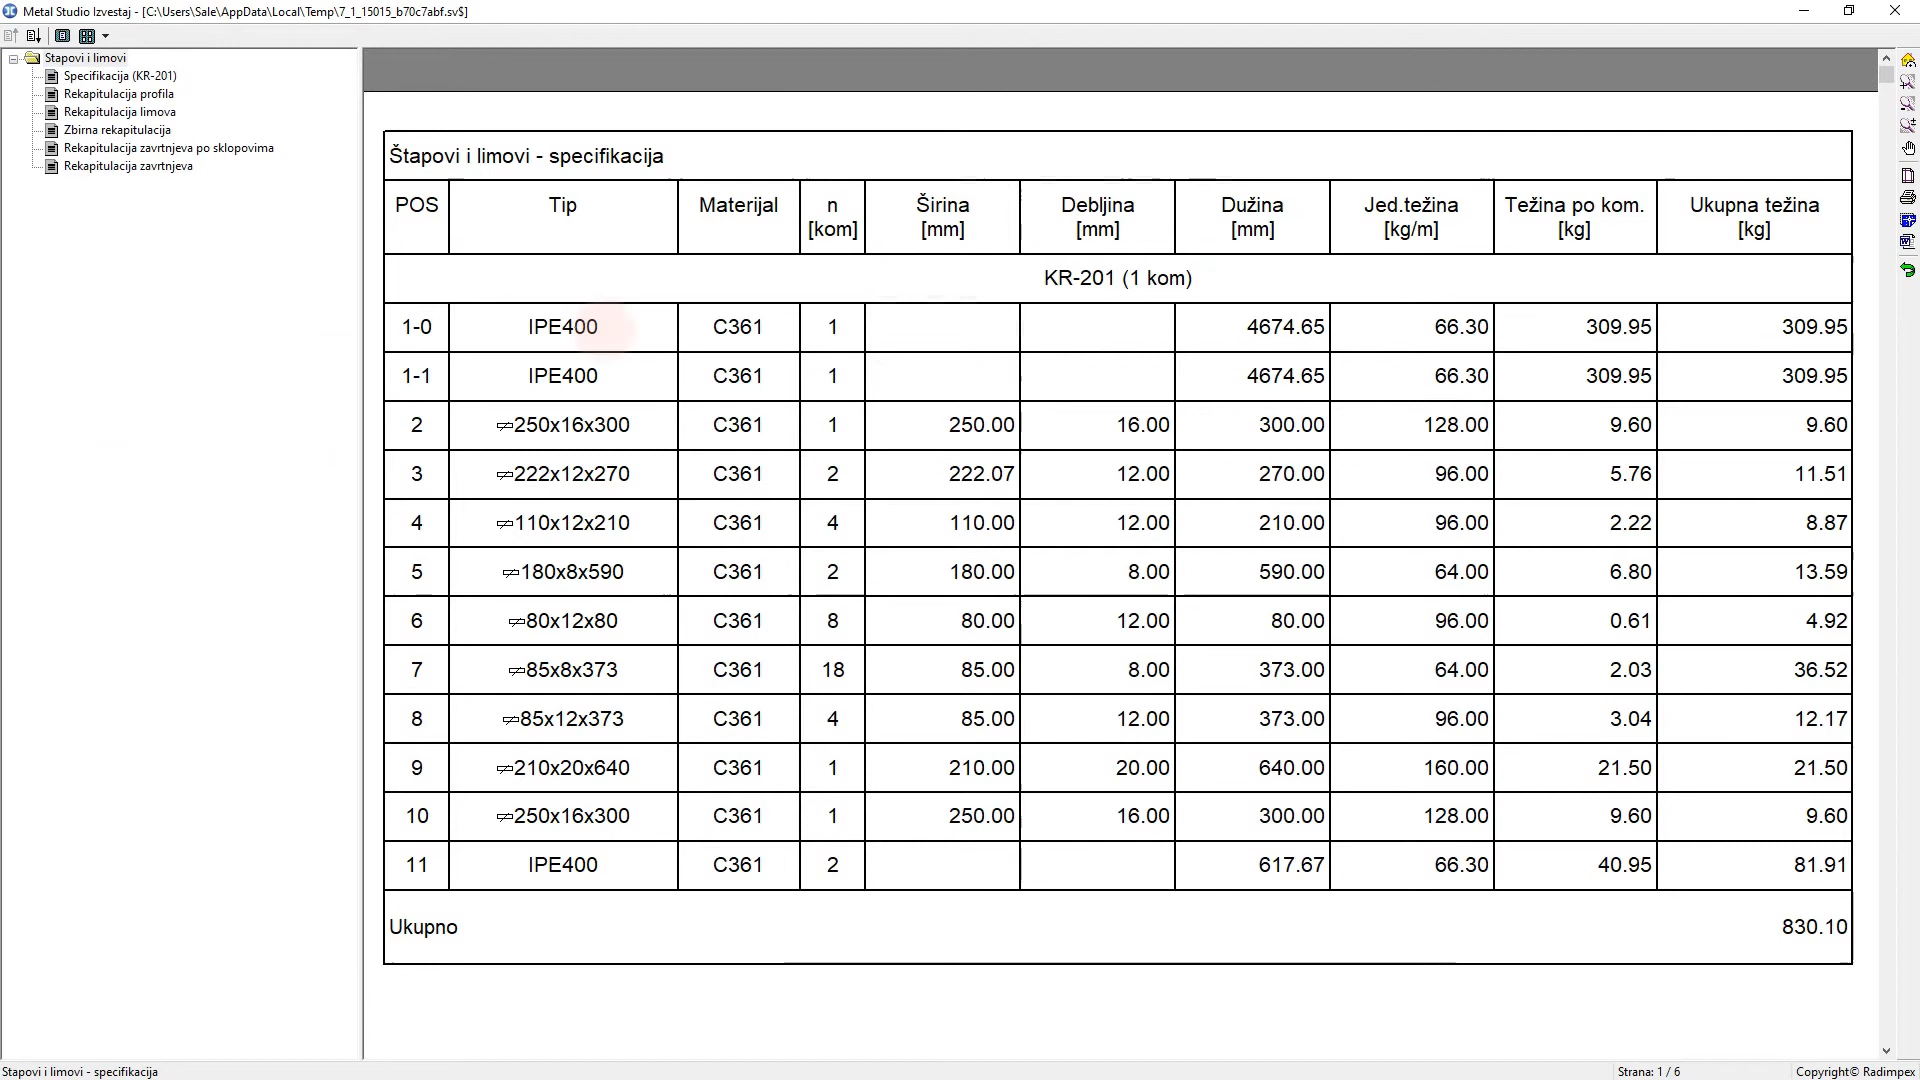 Metal Studio Izvestaj - [C:\Users\Sale\AppData\Local\Temp\7_1_15015_b70c7abf.sv$]
Stapovi i limovi
Specifikacija (KR-201)
Rekapitulacija profila
Rekapitulacija limova
Zbirna rekapitulacija
Rekapitulacija zavrtnjeva po sklopovima
Rekapitulacija zavrtnjeva
Štapovi i limovi - specifikacija
POS Tip Materijal n [kom] Širina [mm] Debljina [mm] Dužina [mm] Jed.težina [kg/m] Težina po kom. [kg] Ukupna težina [kg]
KR-201 (1 kom)
1-0 IPE400 C361 1 4674.65 66.30 309.95 309.95
1-1 IPE400 C361 1 4674.65 66.30 309.95 309.95
2 250x16x300 C361 1 250.00 16.00 300.00 128.00 9.60 9.60
3 222x12x270 C361 2 222.07 12.00 270.00 96.00 5.76 11.51
4 110x12x210 C361 4 110.00 12.00 210.00 96.00 2.22 8.87
5 180x8x590 C361 2 180.00 8.00 590.00 64.00 6.80 13.59
6 80x12x80 C361 8 80.00 12.00 80.00 96.00 0.61 4.92
7 85x8x373 C361 18 85.00 8.00 373.00 64.00 2.03 36.52
8 85x12x373 C361 4 85.00 12.00 373.00 96.00 3.04 12.17
9 210x20x640 C361 1 210.00 20.00 640.00 160.00 21.50 21.50
10 250x16x300 C361 1 250.00 16.00 300.00 128.00 9.60 9.60
11 IPE400 C361 2 617.67 66.30 40.95 81.91
Ukupno 830.10
Stapovi i limovi - specifikacija Strana: 1 / 6 Copyright© Radimpex